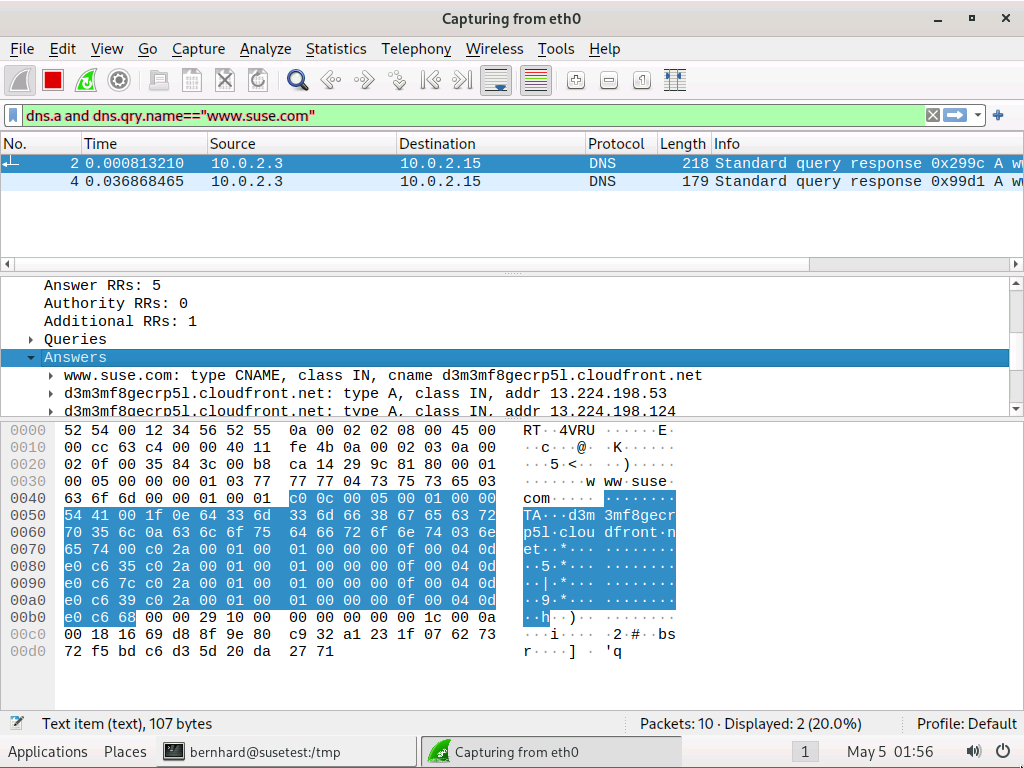 Capturing from eth0
File Edit View Go Capture Analyze Statistics Telephony Wireless Tools Help
dns.a and dns.qry.name=="www.suse.com"
No. Time Source Destination Protocol Length Info
2 0.000813210 10.0.2.3 10.0.2.15 DNS 218 Standard query response 0x299c A w
4 0.036868465 10.0.2.3 10.0.2.15 DNS 179 Standard query response 0x99d1 A w
Answer RRs: 5
Authority RRs: 0
Additional RRs: 1
Queries
Answers
www.suse.com: type CNAME, class IN, cname d3m3mf8gecrp5l.cloudfront.net
d3m3mf8gecrp5l.cloudfront.net: type A, class IN, addr 13.224.198.53
d3m3mf8gecrp5l.cloudfront.net: type A, class IN, addr 13.224.198.124
0000 52 54 00 12 34 56 52 55 0a 00 02 02 08 00 45 00 RT··4VRU ······E·
0010 00 cc 63 c4 00 00 40 11 fe 4b 0a 00 02 03 0a 00 ··c···@· ·K······
0020 02 0f 00 35 84 3c 00 b8 ca 14 29 9c 81 80 00 01 ···5·<·· ··)·····
0030 00 05 00 00 00 01 03 77 77 77 04 73 75 73 65 03 ·······w ww·suse·
0040 63 6f 6d 00 00 01 00 01 c0 0c 00 05 00 01 00 00 com····· ········
0050 54 41 00 1f 0e 64 33 6d 33 6d 66 38 67 65 63 72 TA···d3m 3mf8gecr
0060 70 35 6c 0a 63 6c 6f 75 64 66 72 6f 6e 74 03 6e p5l·clou dfront·n
0070 65 74 00 c0 2a 00 01 00 01 00 00 00 0f 00 04 0d et··*··· ········
0080 e0 c6 35 c0 2a 00 01 00 01 00 00 00 0f 00 04 0d ··5·*··· ········
0090 e0 c6 7c c0 2a 00 01 00 01 00 00 00 0f 00 04 0d ··|·*··· ········
00a0 e0 c6 39 c0 2a 00 01 00 01 00 00 00 0f 00 04 0d ··9·*··· ········
00b0 e0 c6 68 00 00 29 10 00 00 00 00 00 00 1c 00 0a ··h··)·· ········
00c0 00 18 16 69 d8 8f 9e 80 c9 32 a1 23 1f 07 62 73 ···i···· ·2·#··bs
00d0 72 f5 bd c6 d3 5d 20 da 27 71 r····] · 'q
Text item (text), 107 bytes Packets: 10 · Displayed: 2 (20.0%) Profile: Default
Applications Places bernhard@susetest:/tmp Capturing from eth0 1 May 5 01:56